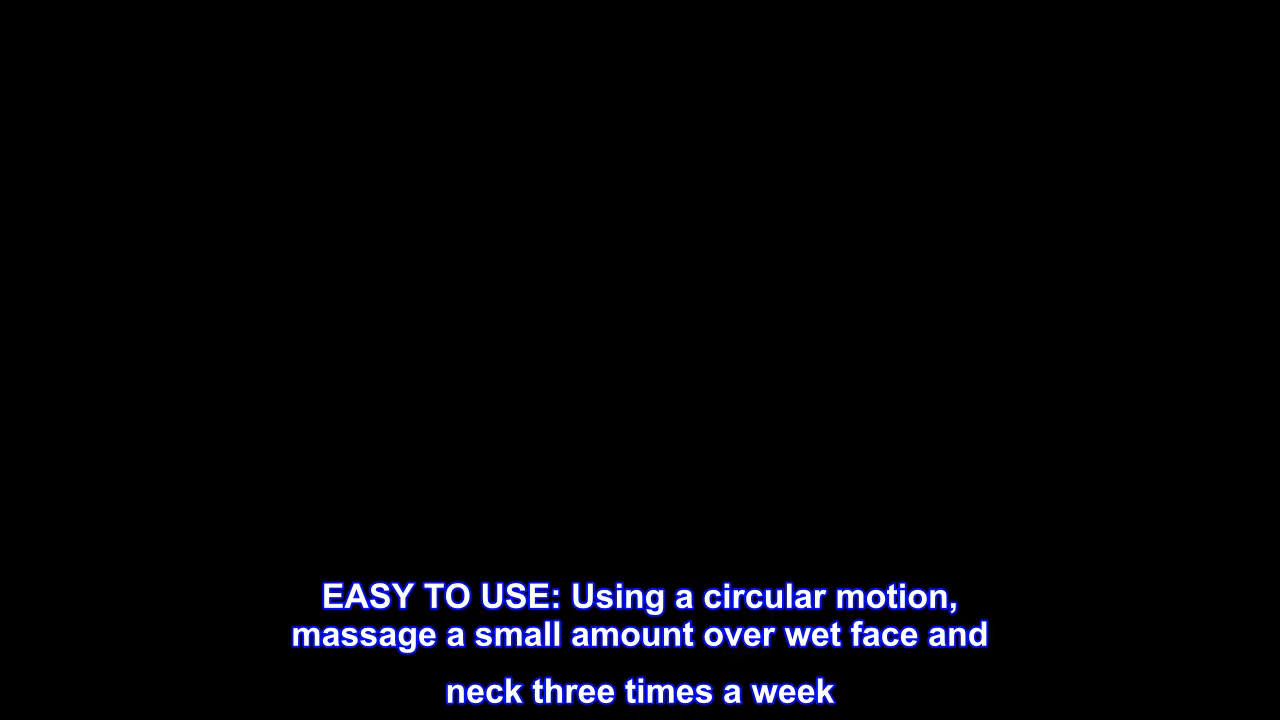 EASY TO USE: Using a circular motion,
massage a small amount over wet face and
neck three times a week